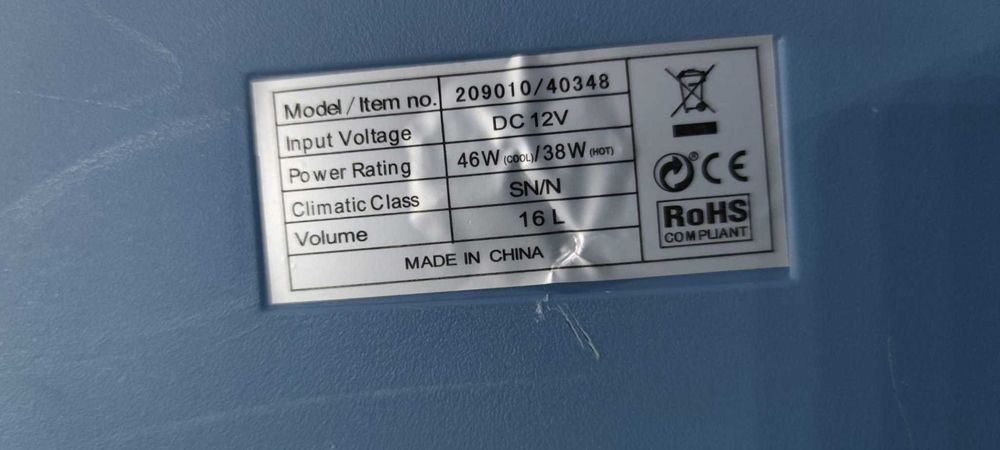 Model / Item no. 209010/40348
Input Voltage DC 12V
Power Rating 46W (COOL)/38W (HOT)
Climatic Class SN/N
Volume 16 L
MADE IN CHINA
® CE
RoHS
COMPLIANT